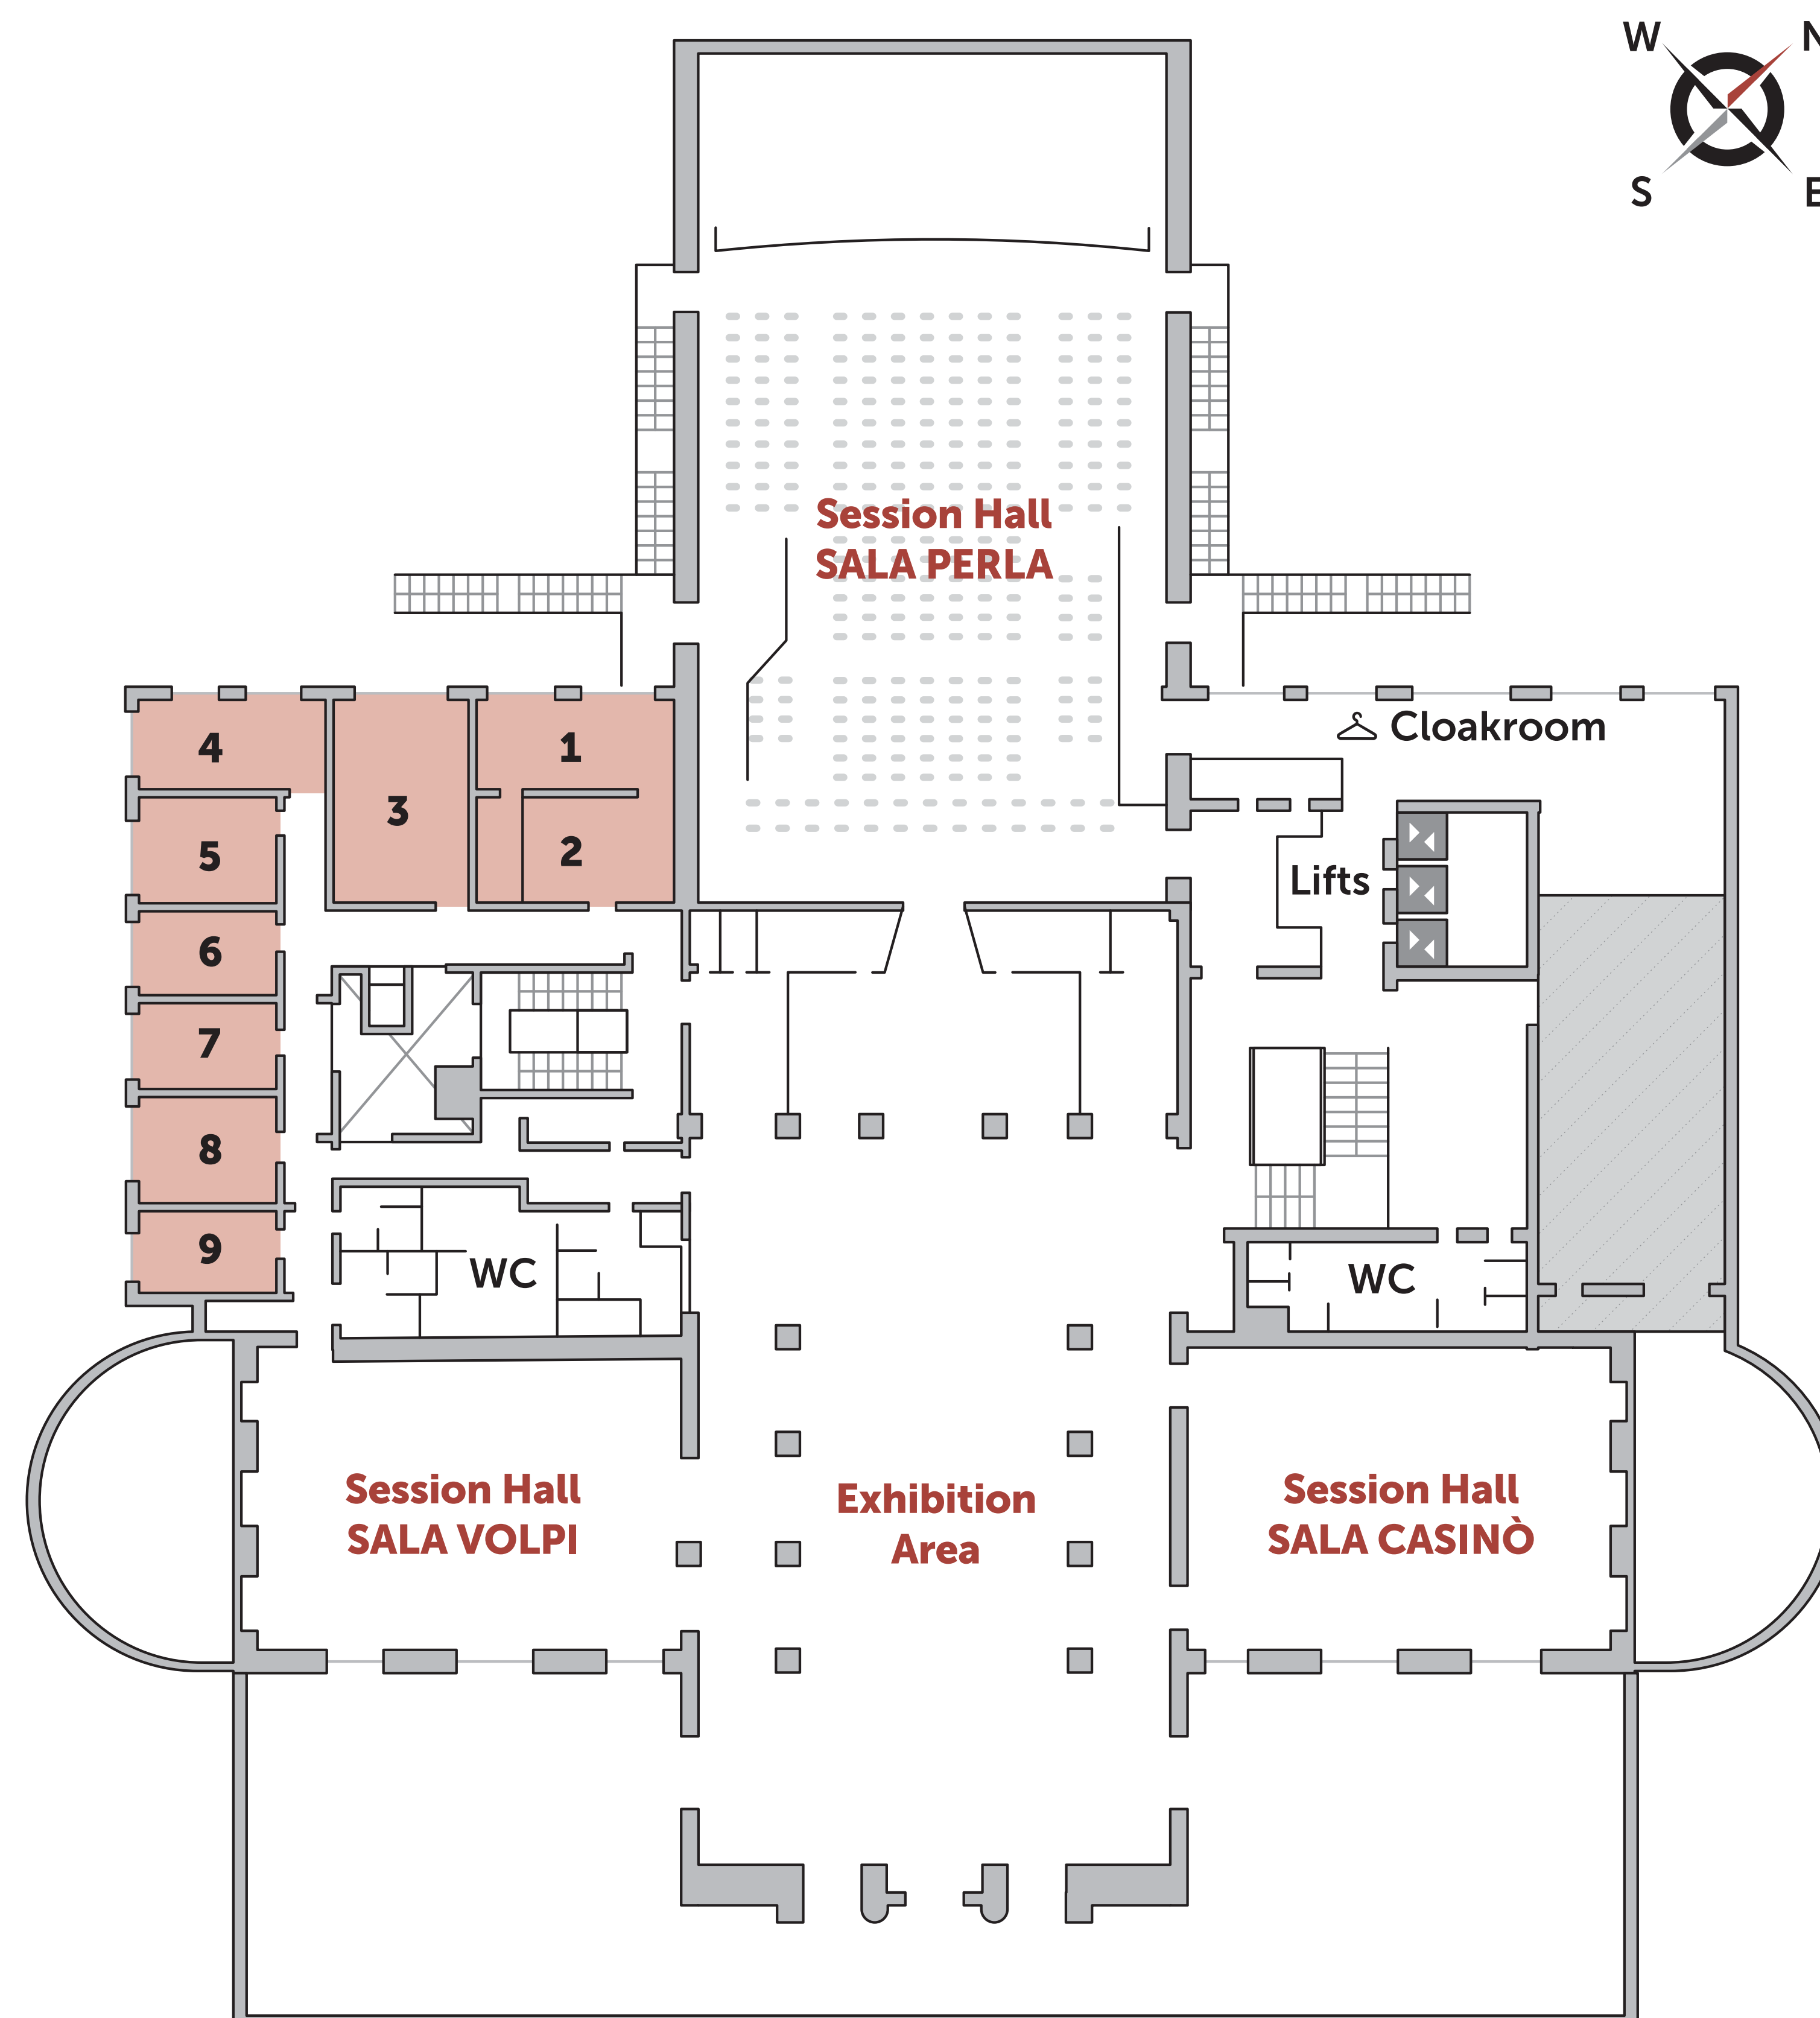 W N
S E
Session Hall
SALA PERLA
Cloakroom
4
1
3
2
5
Lifts
6
7
8
9
WC
WC
Session Hall
SALA VOLPI
Exhibition
Area
Session Hall
SALA CASINÒ